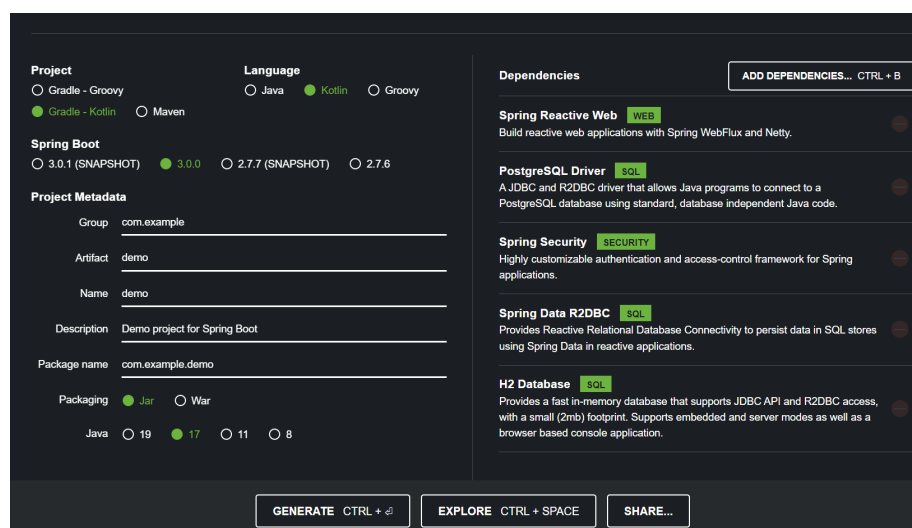 Project
Gradle - Groovy
Gradle - Kotlin Maven
Language
Java Kotlin Groovy
Spring Boot
3.0.1 (SNAPSHOT) 3.0.0 2.7.7 (SNAPSHOT) 2.7.6
Project Metadata
Group com.example
Artifact demo
Name demo
Description Demo project for Spring Boot
Package name com.example.demo
Packaging Jar War
Java 19 17 11 8
Dependencies ADD DEPENDENCIES... CTRL + B
Spring Reactive Web WEB
Build reactive web applications with Spring WebFlux and Netty.
PostgreSQL Driver SQL
A JDBC and R2DBC driver that allows Java programs to connect to a
PostgreSQL database using standard, database independent Java code.
Spring Security SECURITY
Highly customizable authentication and access-control framework for Spring
applications.
Spring Data R2DBC SQL
Provides Reactive Relational Database Connectivity to persist data in SQL stores
using Spring Data in reactive applications.
H2 Database SQL
Provides a fast in-memory database that supports JDBC API and R2DBC access,
with a small (2mb) footprint. Supports embedded and server modes as well as a
browser based console application.
GENERATE CTRL + ⏎ EXPLORE CTRL + SPACE SHARE...